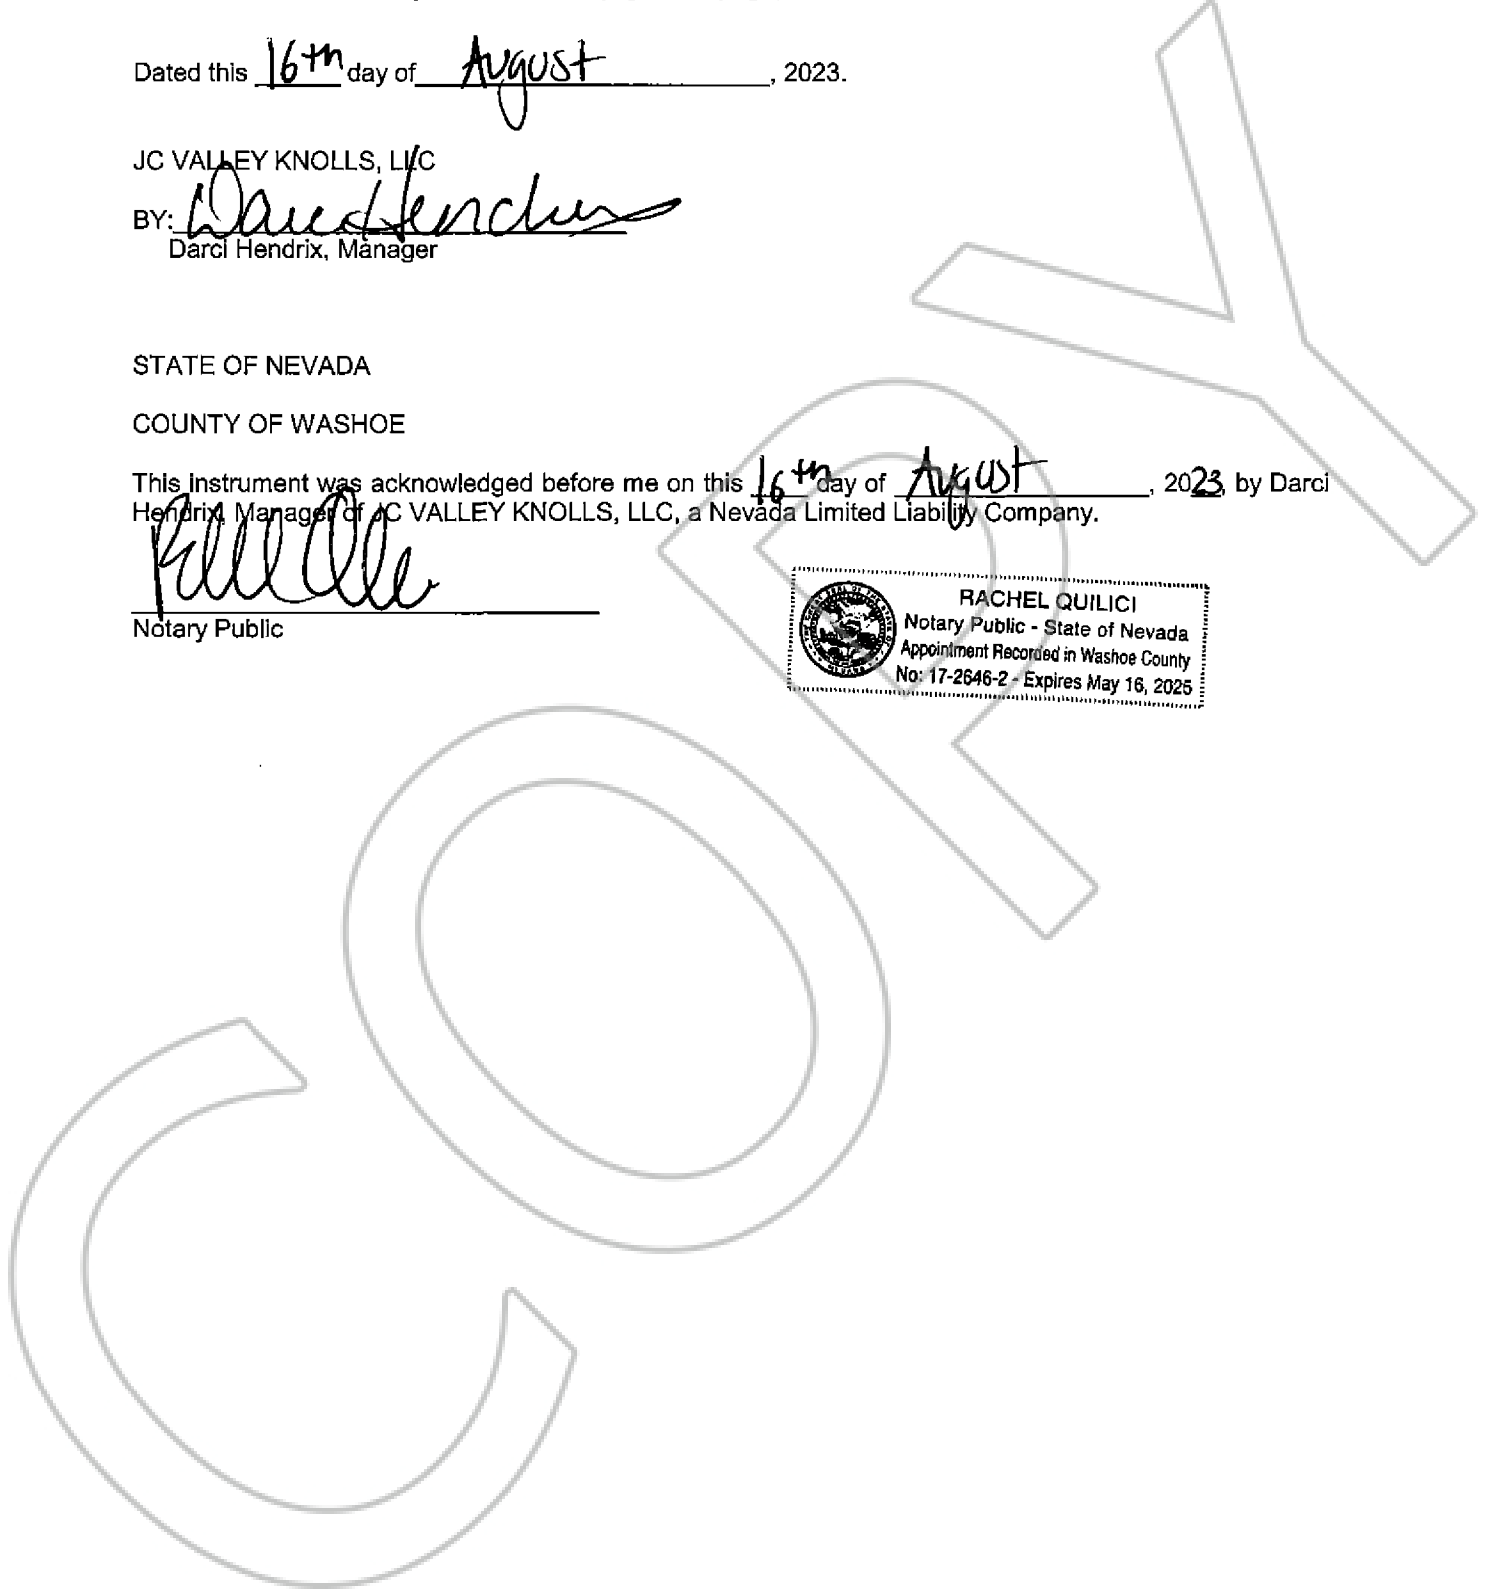 Dated this 16th day of August, 2023.
JC VALLEY KNOLLS, LLC
BY: Darci Hendrix
Darci Hendrix, Manager
STATE OF NEVADA
COUNTY OF WASHOE
This instrument was acknowledged before me on this 16th day of August, 2023, by Darci
Hendrix, Manager of JC VALLEY KNOLLS, LLC, a Nevada Limited Liability Company.
Notary Public
RACHEL QUILICI
Notary Public - State of Nevada
Appointment Recorded in Washoe County
No: 17-2646-2 - Expires May 16, 2025
COPY